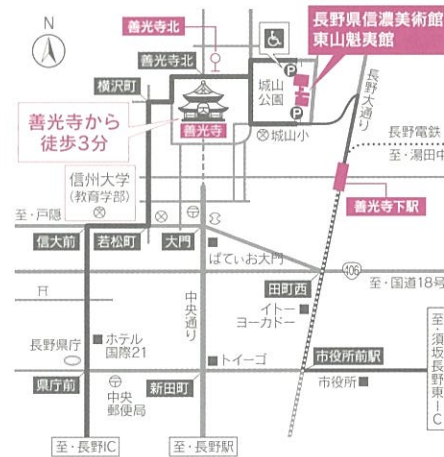 N
善光寺北
善光寺北
長野県信濃美術館
東山魁夷館
横沢町
城山
公園
P
P
長野大通り
善光寺から
徒歩3分
善光寺
城山小
長野電鉄
至・湯田中
信州大学
(教育学部)
善光寺下駅
至・戸隠
信大前
若松町
大門
ぱてぃお大門
406
田町西
至・国道18号
中央通り
イトー
ヨーカドー
長野県庁
ホテル
国際21
トイーゴ
市役所前駅
至・須坂長野東IC
県庁前
中央
郵便局
新田町
市役所
至・長野IC
至・長野駅